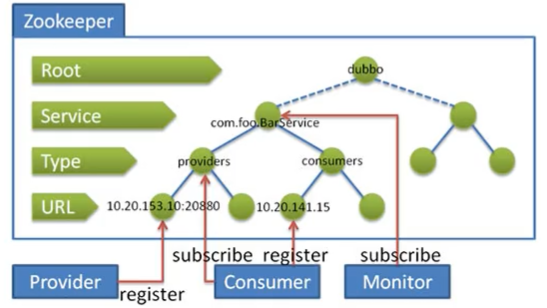 Zookeeper
Root
dubbo
Service
com.foo.BarService
Type
providers
consumers
URL
10.20.153.10:20880
10.20.141.15
subscribe
register
subscribe
Provider
Consumer
Monitor
register